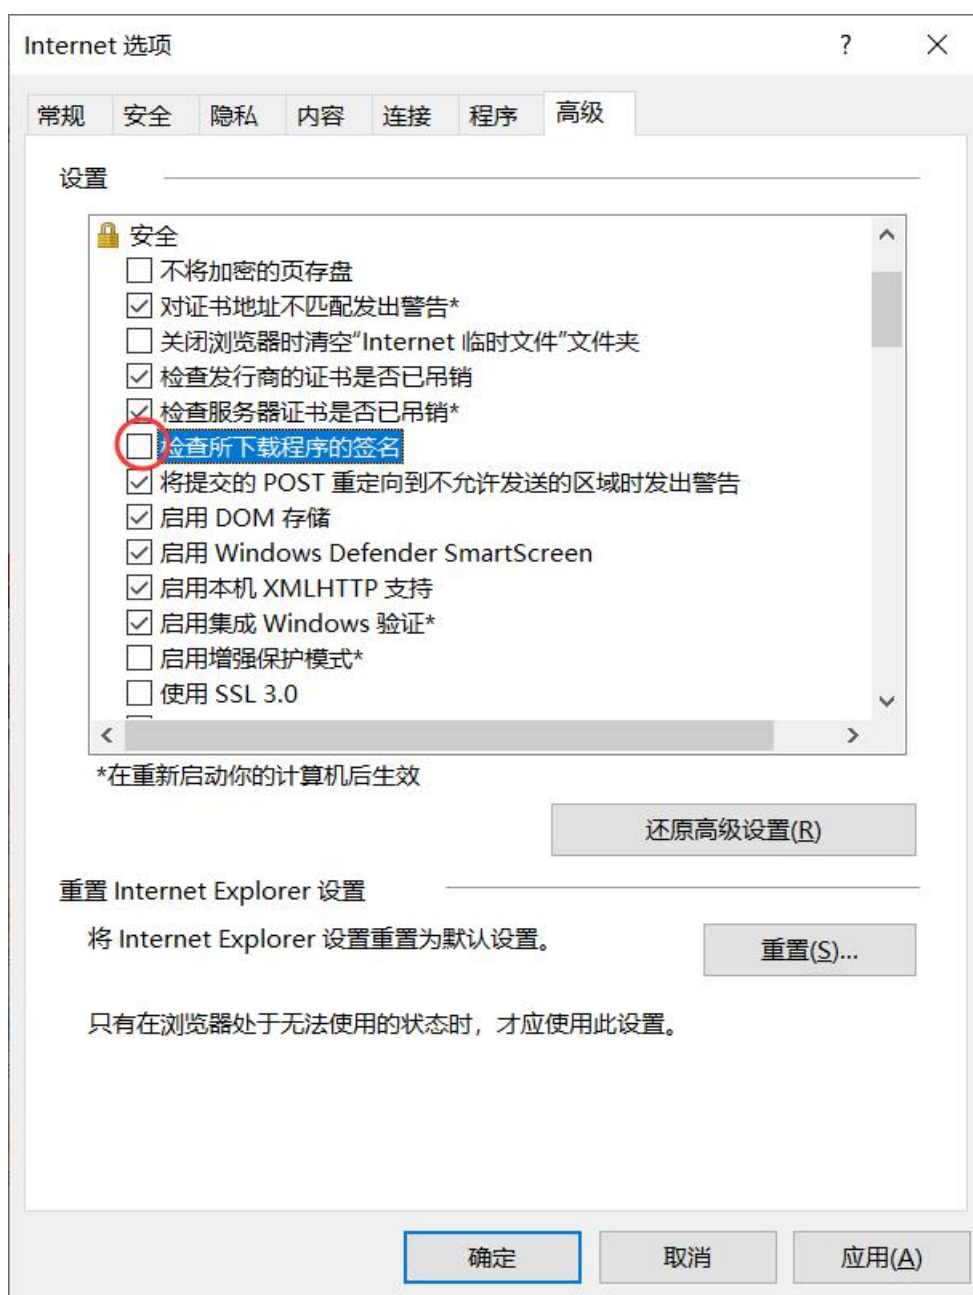 Internet 选项
?
常规 安全 隐私 内容 连接 程序 高级
设置
安全
不将加密的页存盘
对证书地址不匹配发出警告*
关闭浏览器时清空"Internet 临时文件"文件夹
检查发行商的证书是否已吊销
检查服务器证书是否已吊销*
检查所下载程序的签名
将提交的 POST 重定向到不允许发送的区域时发出警告
启用 DOM 存储
启用 Windows Defender SmartScreen
启用本机 XMLHTTP 支持
启用集成 Windows 验证*
启用增强保护模式*
使用 SSL 3.0
*在重新启动你的计算机后生效
还原高级设置(R)
重置 Internet Explorer 设置
将 Internet Explorer 设置重置为默认设置。
重置(S)...
只有在浏览器处于无法使用的状态时，才应使用此设置。
确定 取消 应用(A)